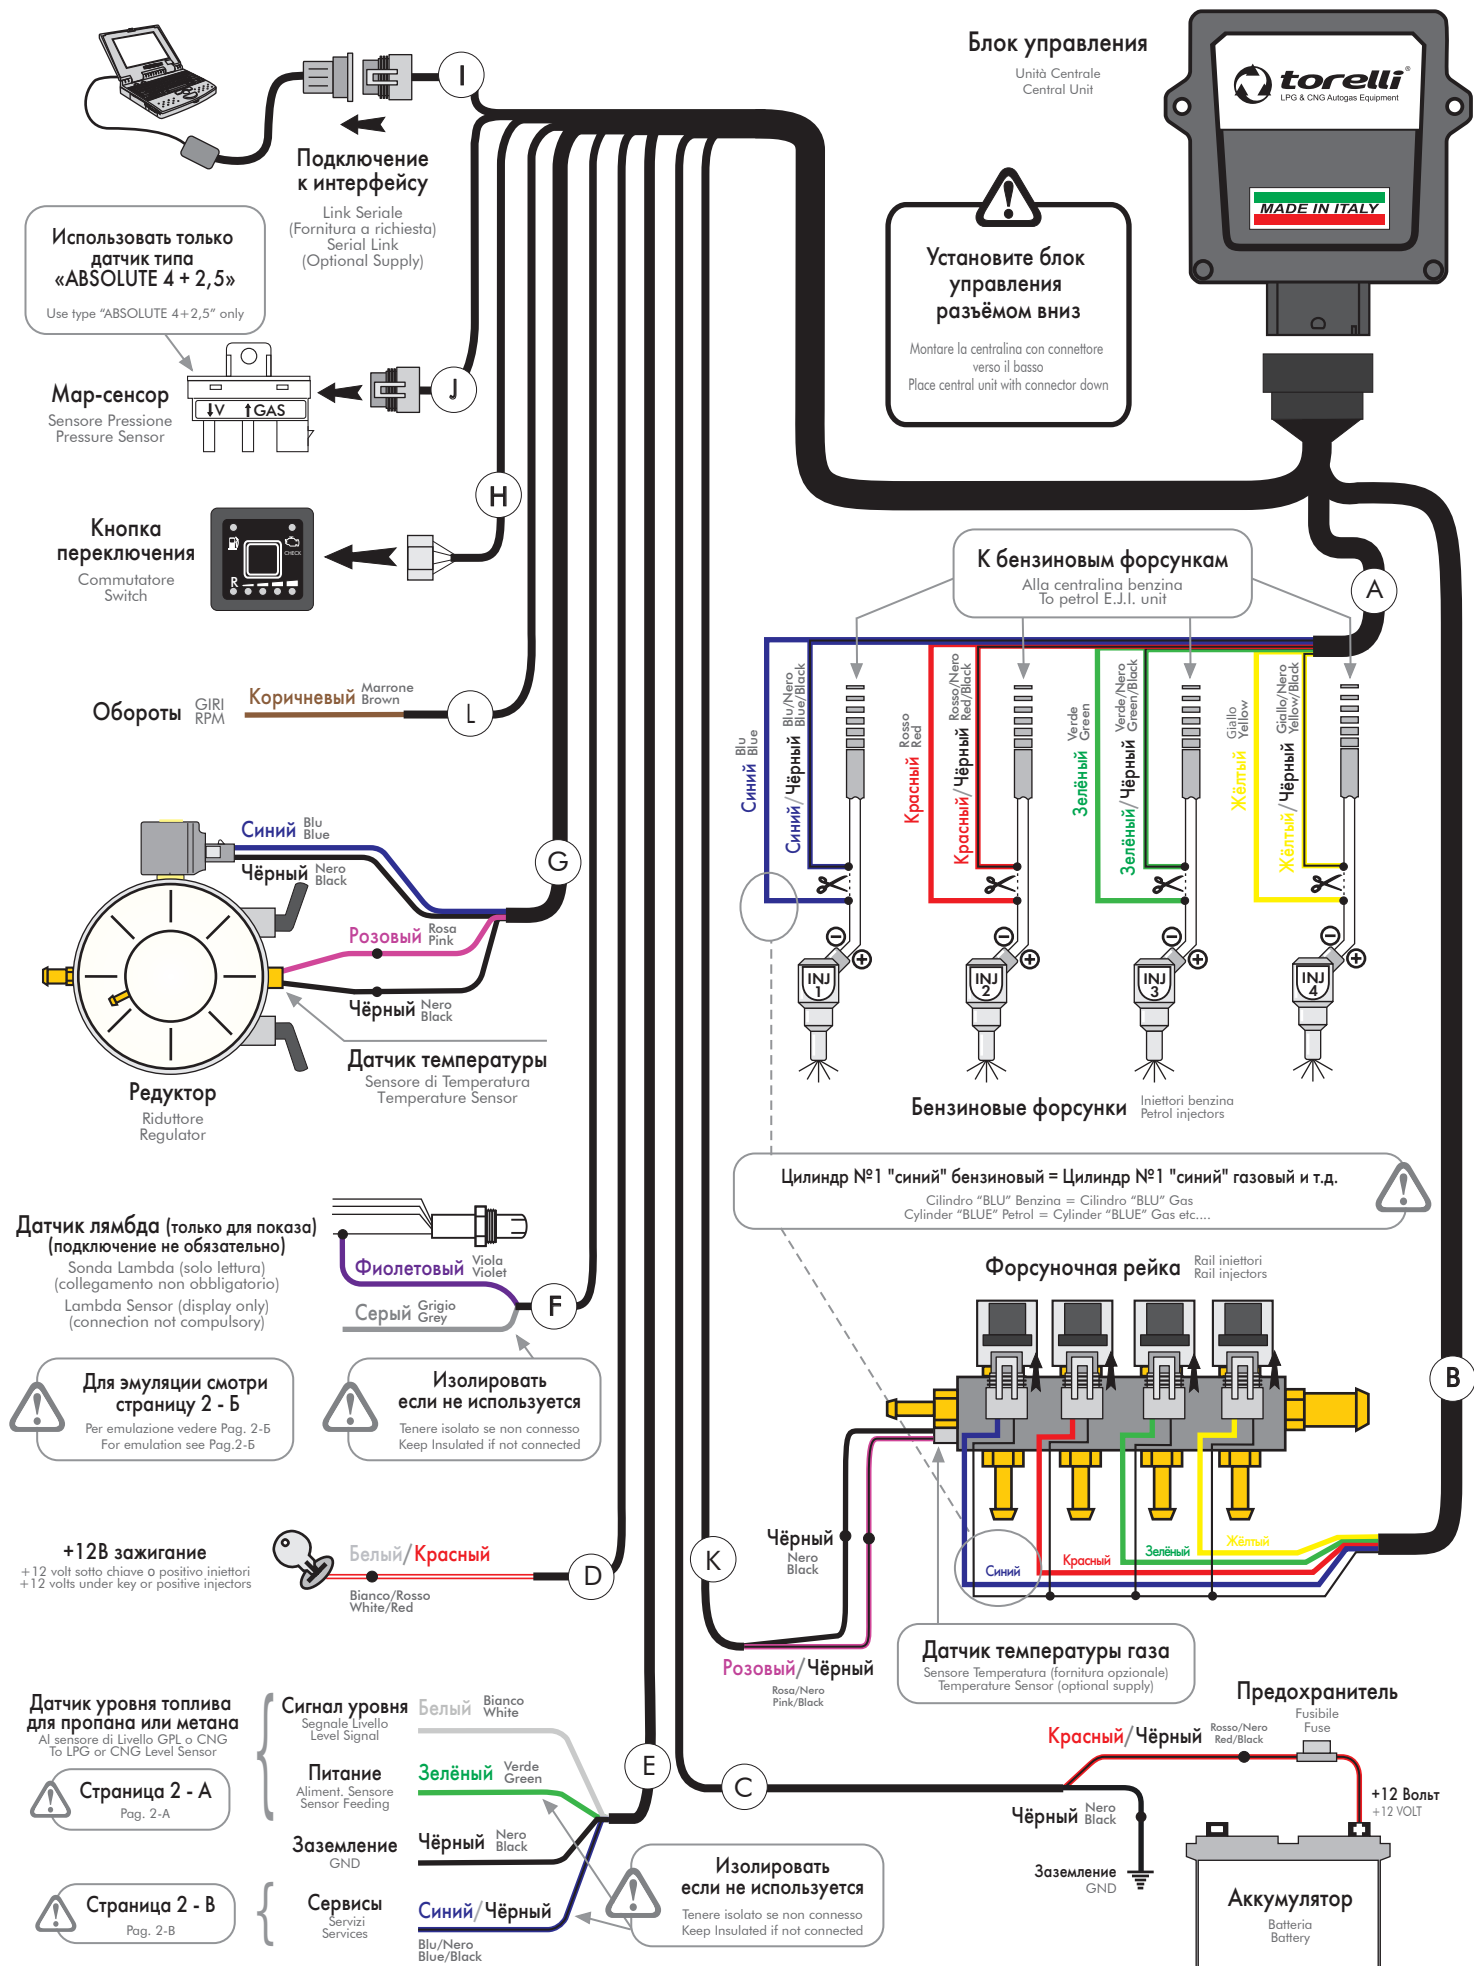 Блок управления
Unità Centrale
Central Unit
torelli
LPG & CNG Autogas Equipment
MADE IN ITALY
I
Подключение
к интерфейсу
Link Seriale
(Fornitura a richiesta)
Serial Link
(Optional Supply)
Использовать только
датчик типа
«ABSOLUTE 4 + 2,5»
Use type “ABSOLUTE 4+2,5” only
Установите блок
управления
разъёмом вниз
Montare la centralina con connettore
verso il basso
Place central unit with connector down
Мар-сенсор
Sensore Pressione
Pressure Sensor
V GAS
J
H
Кнопка
переключения
Commutatore
Switch
CHECK
R
К бензиновым форсункам
Alla centralina benzina
To petrol E.J.I. unit
A
Обороты
GIRI
RPM
Коричневый
Marrone
Brown
L
Синий
Blu
Blue
Синий/Чёрный
Blu/Nero
Blue/Black
Красный
Rosso
Red
Красный/Чёрный
Rosso/Nero
Red/Black
Зелёный
Verde
Green
Зелёный/Чёрный
Verde/Nero
Green/Black
Жёлтый
Giallo
Yellow
Жёлтый/Чёрный
Giallo/Nero
Yellow/Black
Синий
Blu
Blue
Чёрный
Nero
Black
G
Розовый
Rosa
Pink
Чёрный
Nero
Black
Датчик температуры
Sensore di Temperatura
Temperature Sensor
Редуктор
Riduttore
Regulator
INJ
1
INJ
2
INJ
3
INJ
4
Бензиновые форсунки
Iniettori benzina
Petrol injectors
Цилиндр №1 "синий" бензиновый = Цилиндр №1 "синий" газовый и т.д.
Cilindro “BLU” Benzina = Cilindro “BLU” Gas
Cylinder “BLUE” Petrol = Cylinder “BLUE” Gas etc....
Датчик лямбда (только для показа)
(подключение не обязательно)
Sonda Lambda (solo lettura)
(collegamento non obbligatorio)
Lambda Sensor (display only)
(connection not compulsory)
Фиолетовый
Viola
Violet
Серый
Grigio
Grey
F
Для эмуляции смотри
страницу 2 - Б
Per emulazione vedere Pag. 2-Б
For emulation see Pag.2-Б
Изолировать
если не используется
Tenere isolato se non connesso
Keep Insulated if not connected
Форсуночная рейка
Rail iniettori
Rail injectors
B
Синий
Красный
Зелёный
Жёлтый
Чёрный
Nero
Black
K
Розовый/Чёрный
Rosa/Nero
Pink/Black
Датчик температуры газа
Sensore Temperatura (fornitura opzionale)
Temperature Sensor (optional supply)
+12В зажигание
+12 volt sotto chiave o positivo iniettori
+12 volts under key or positive injectors
Белый/Красный
Bianco/Rosso
White/Red
D
Датчик уровня топлива
для пропана или метана
Al sensore di Livello GPL o CNG
To LPG or CNG Level Sensor
Страница 2 - А
Pag. 2-A
Сигнал уровня
Segnale Livello
Level Signal
Белый
Bianco
White
Питание
Aliment. Sensore
Sensor Feeding
Зелёный
Verde
Green
E
Заземление
GND
Чёрный
Nero
Black
Страница 2 - В
Pag. 2-B
Сервисы
Servizi
Services
Синий/Чёрный
Blu/Nero
Blue/Black
Изолировать
если не используется
Tenere isolato se non connesso
Keep Insulated if not connected
C
Красный/Чёрный
Rosso/Nero
Red/Black
Предохранитель
Fusibile
Fuse
+12 Вольт
+12 VOLT
Чёрный
Nero
Black
Заземление
GND
Аккумулятор
Batteria
Battery